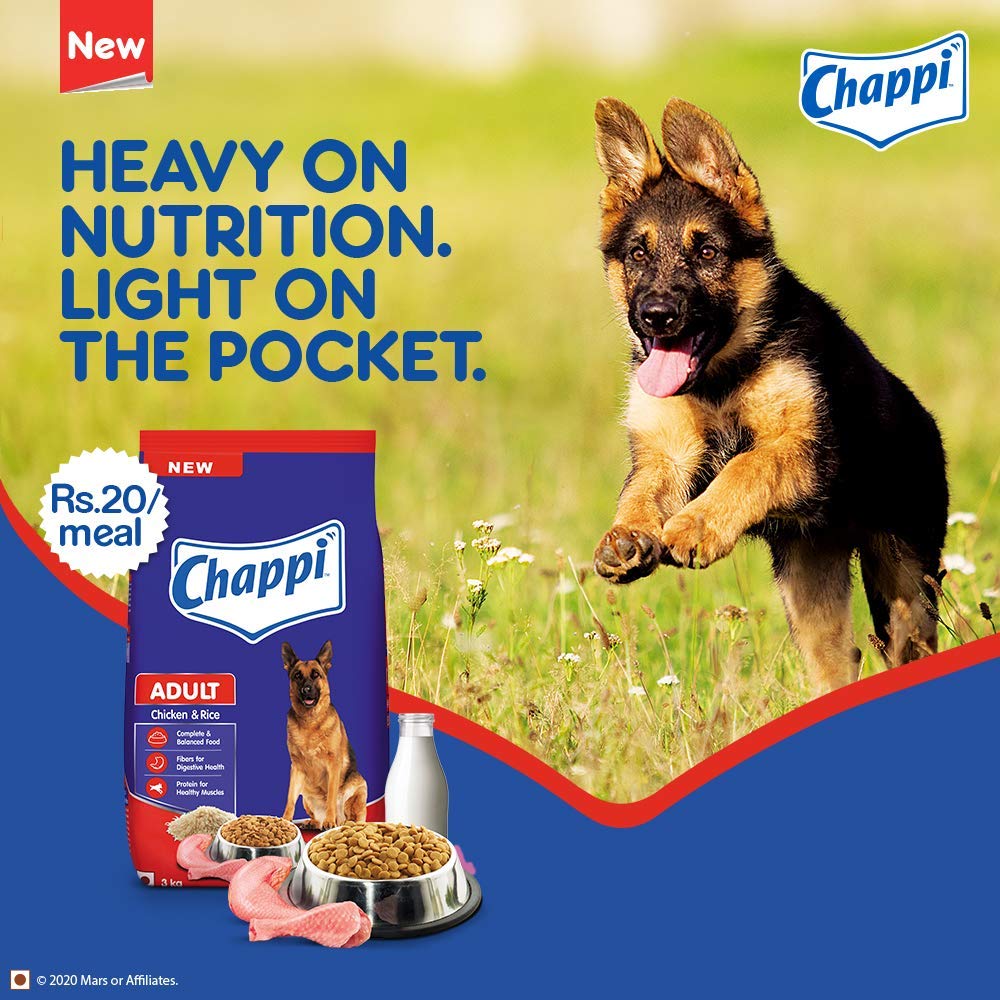 New
Chappi
HEAVY ON
NUTRITION.
LIGHT ON
THE POCKET.
Rs.20/
meal
NEW
Chappi
ADULT
Chicken & Rice
Complete &
Balanced Food
Fibers for
Digestive Health
Protein for
Healthy Muscles
3 kg
© 2020 Mars or Affiliates.